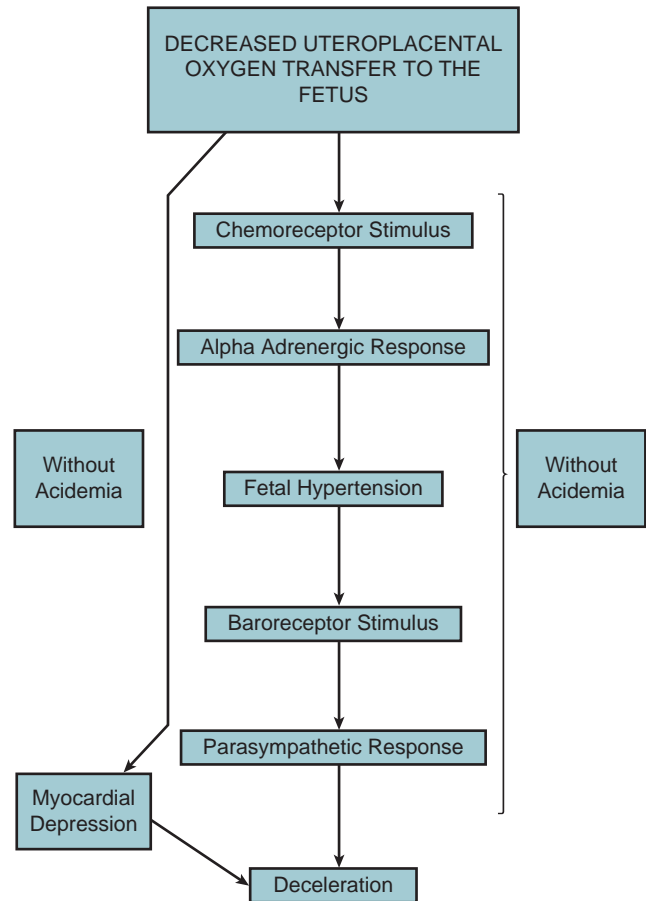 DECREASED UTEROPLACENTAL
OXYGEN TRANSFER TO THE
FETUS
Chemoreceptor Stimulus
Alpha Adrenergic Response
Without
Acidemia
Fetal Hypertension
Without
Acidemia
Baroreceptor Stimulus
Parasympathetic Response
Myocardial
Depression
Deceleration